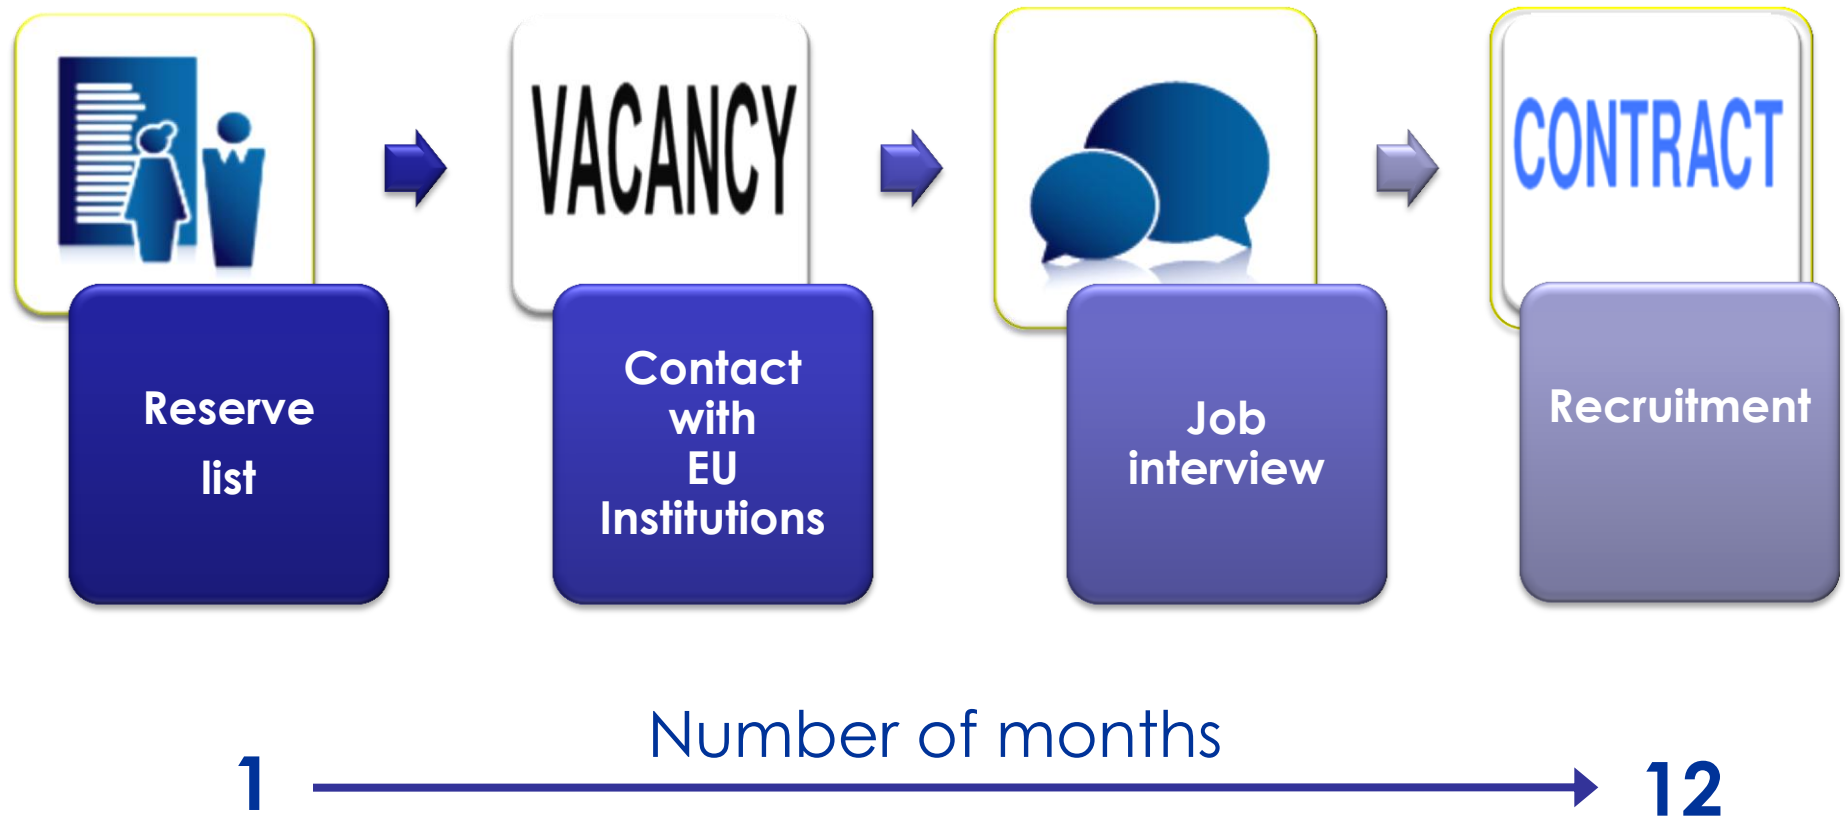 VACANCY
CONTRACT
Reserve
list
Contact
with
EU
Institutions
Job
interview
Recruitment
Number of months
1
12